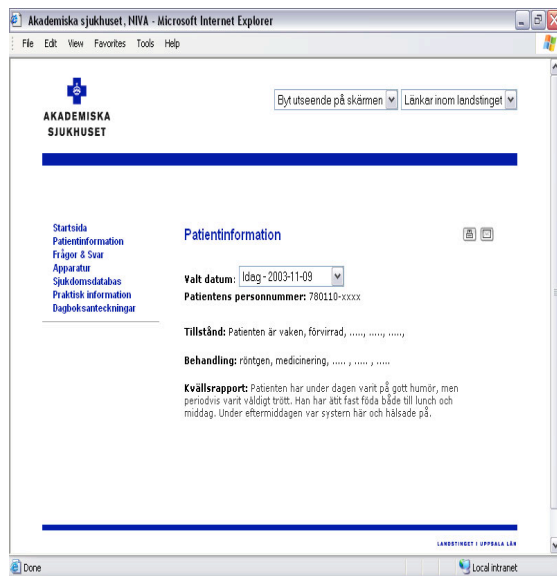 Akademiska sjukhuset, NIVA - Microsoft Internet Explorer
File Edit View Favorites Tools Help
AKADEMISKA
SJUKHUSET
Byt utseende på skärmen Länkar inom landstinget
Startsida
Patientinformation
Frågor & Svar
Apparatur
Sjukdomsdatabas
Praktisk information
Dagboksanteckningar
Patientinformation
Valt datum: Idag - 2003-11-09
Patientens personnummer: 780110-xxxx
Tillstånd: Patienten är vaken, förvirrad, ....., ....., .....,
Behandling: röntgen, medicinering, ..... , ..... , .....
Kvällsrapport: Patienten har under dagen varit på gott humör, men
periodvis varit väldigt trött. Han har ätit fast föda både till lunch och
middag. Under eftermiddagen var systern här och hälsade på.
LANDSTINGET I UPPSALA LÄN
Done Local intranet